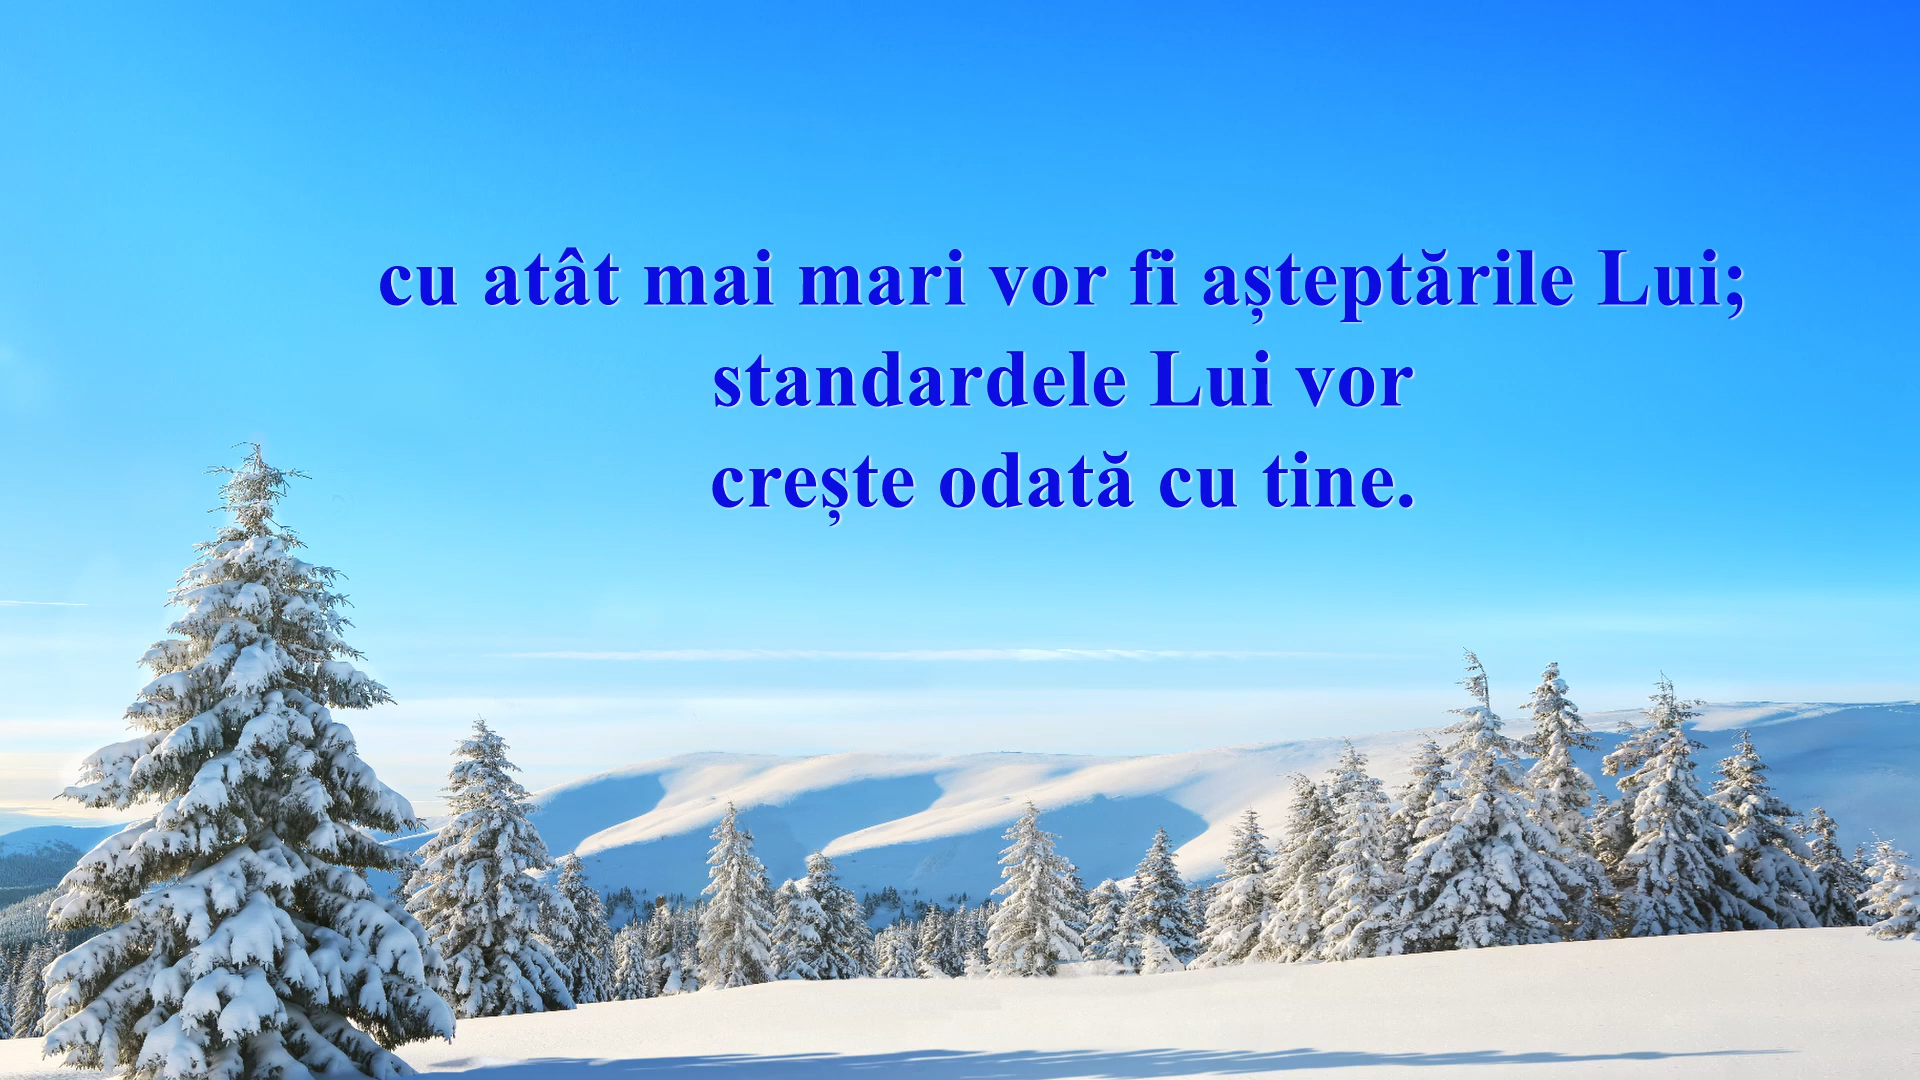 cu atât mai mari vor fi așteptările Lui;
standardele Lui vor
crește odată cu tine.